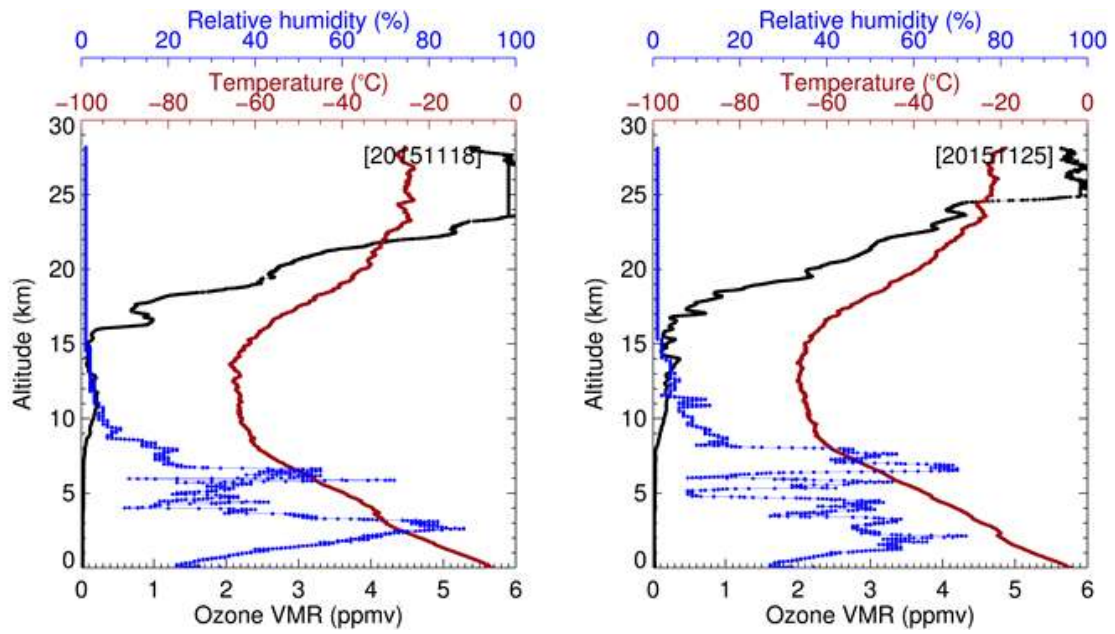 Relative humidity (%)
0 20 40 60 80 100
Temperature (°C)
−100 −80 −60 −40 −20 0
30
25
20
15
10
5
0
Altitude (km)
[20151118]
0 1 2 3 4 5 6
Ozone VMR (ppmv)
Relative humidity (%)
0 20 40 60 80 100
Temperature (°C)
−100 −80 −60 −40 −20 0
30
25
20
15
10
5
0
Altitude (km)
[20151125]
0 1 2 3 4 5 6
Ozone VMR (ppmv)